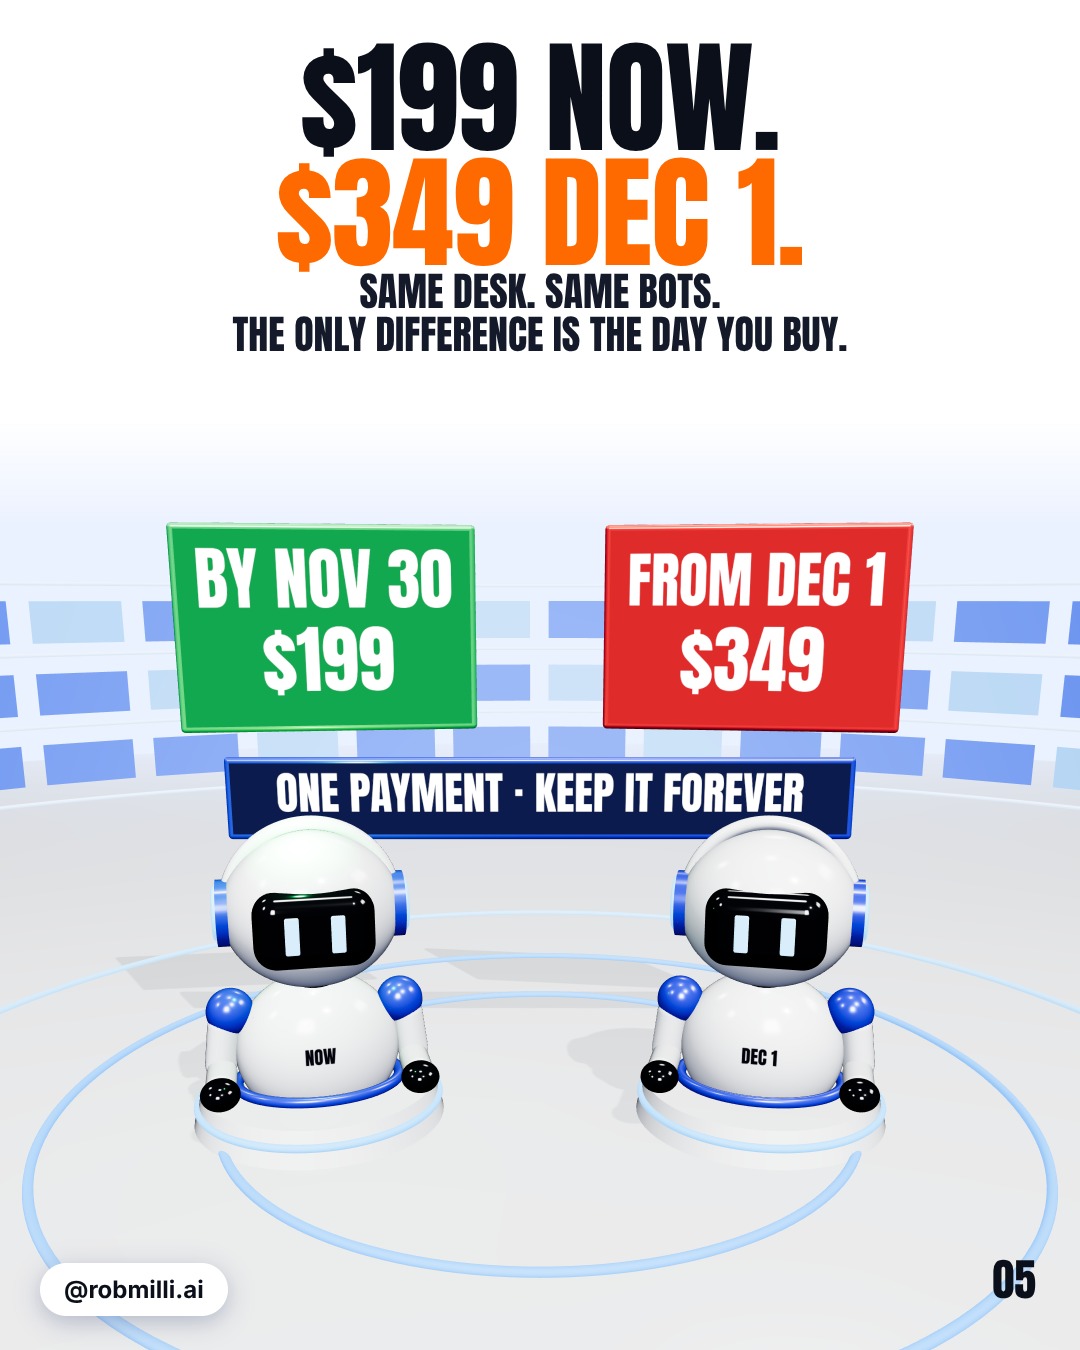 $199 NOW.
$349 DEC 1.
SAME DESK. SAME BOTS.
THE ONLY DIFFERENCE IS THE DAY YOU BUY.
BY NOV 30
$199
FROM DEC 1
$349
ONE PAYMENT · KEEP IT FOREVER
NOW
DEC 1
@robmilli.ai
05